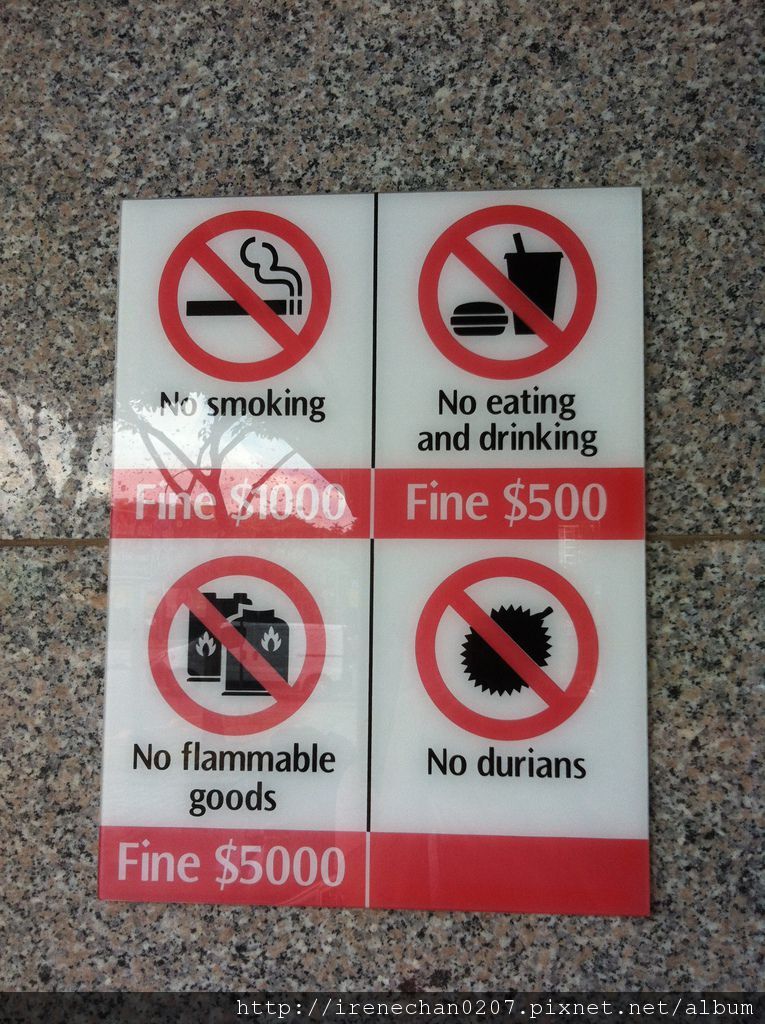 No smoking
Fine $1000
No eating
and drinking
Fine $500
No flammable
goods
Fine $5000
No durians
http://irenechan0207.pixnet.net/album